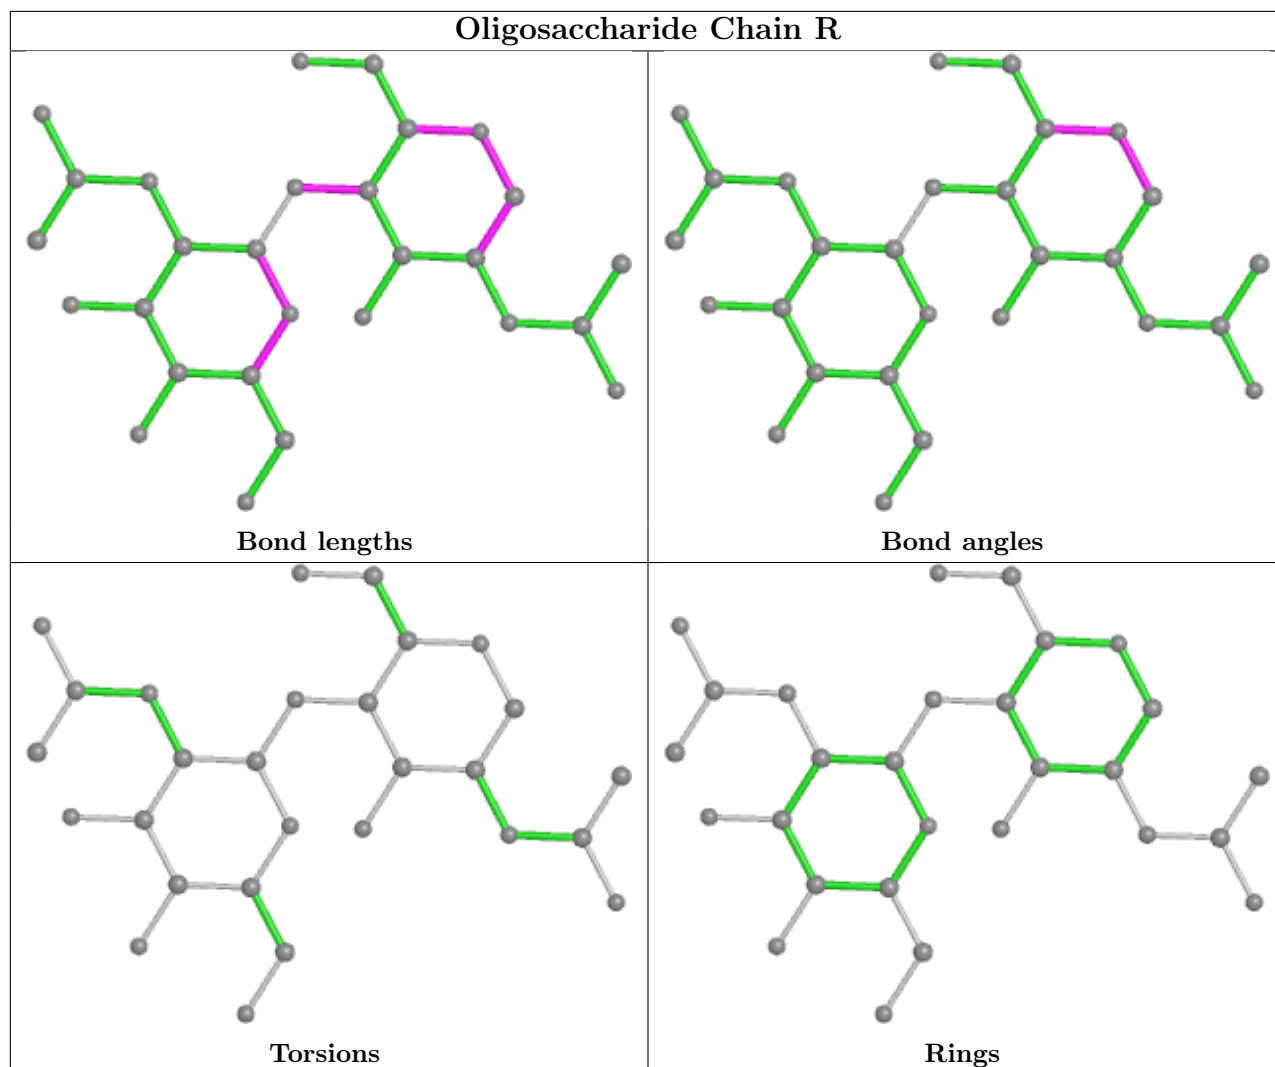 Oligosaccharide Chain R
Bond lengths
Bond angles
Torsions
Rings